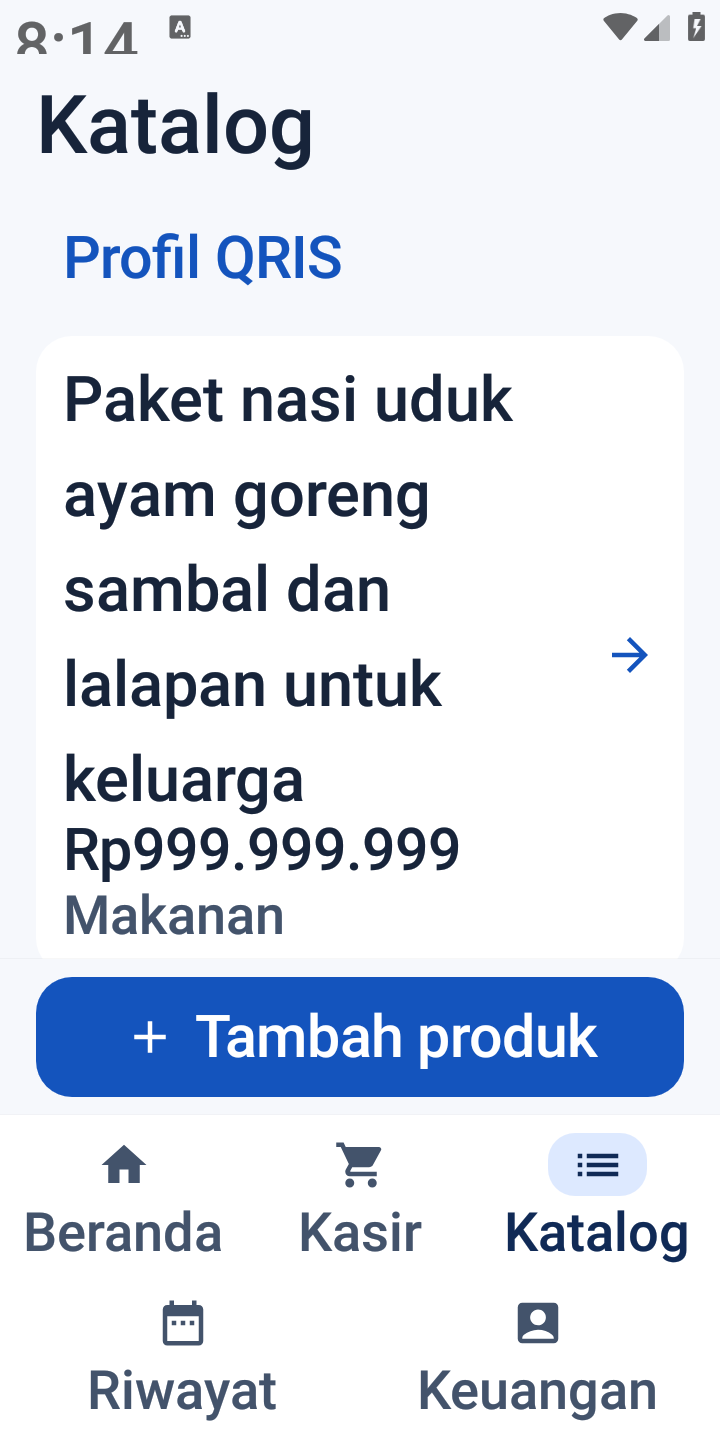 8:14
Katalog
Profil QRIS
Paket nasi uduk
ayam goreng
sambal dan
lalapan untuk
keluarga
Rp999.999.999
Makanan
+ Tambah produk
Beranda
Kasir
Katalog
Riwayat
Keuangan